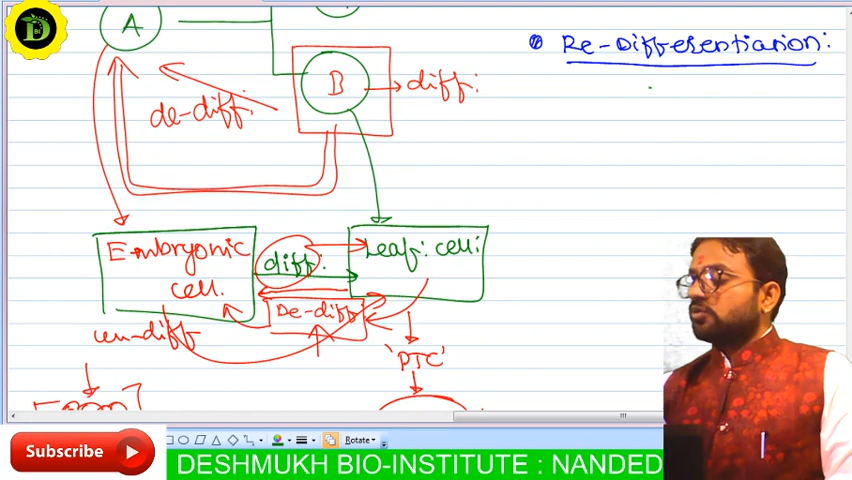 A
Re-Differentiarion:
B
diff:
de-diff:
Embryonic
cell.
diff:
Leaf: cell:
De-diff
un-diff
'PTC'
Subscribe
Rotate
DESHMUKH BIO-INSTITUTE : NANDED